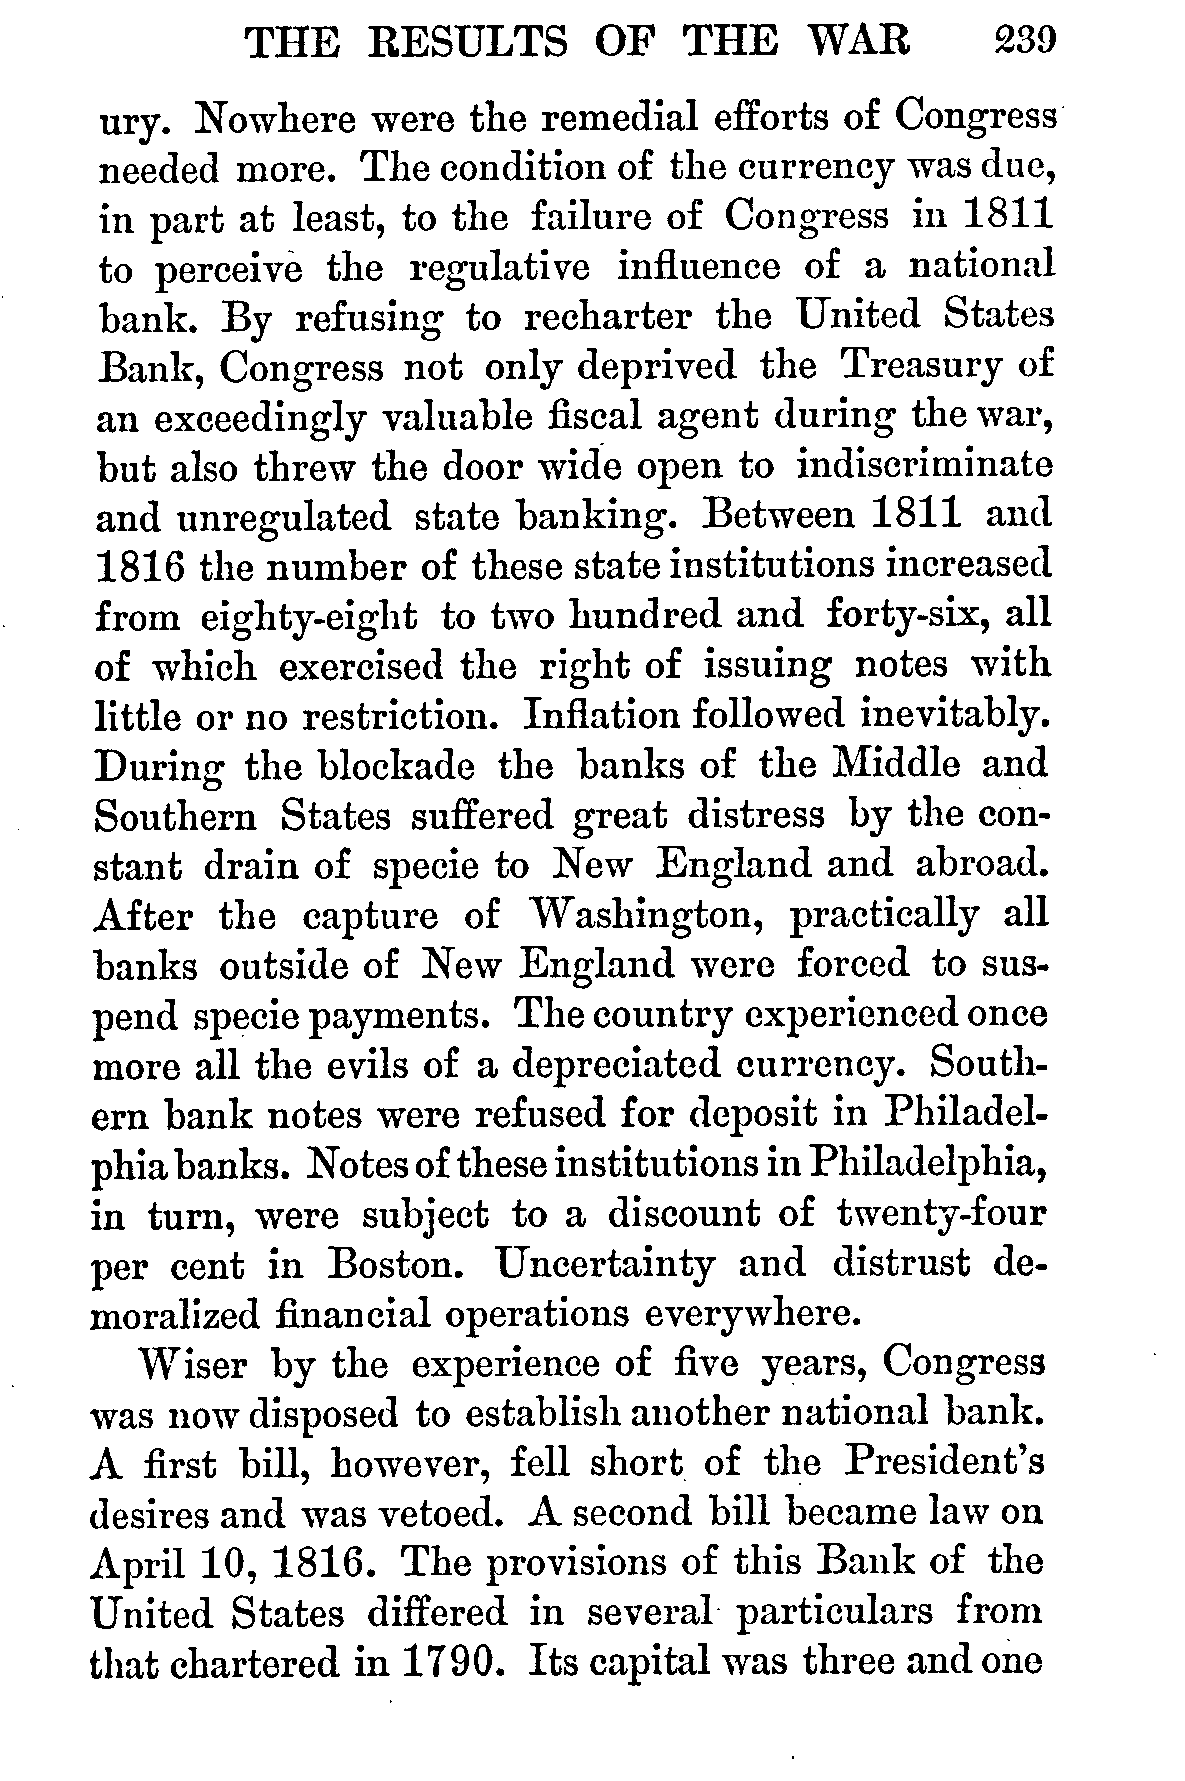 THE RESULTS OF THE WAR 239
ury. Nowhere were the remedial efforts of Congress
needed more. The condition of the currency was due,
in part at least, to the failure of Congress in 1811
to perceive the regulative influence of a national
bank. By refusing to recharter the United States
Bank, Congress not only deprived the Treasury of
an exceedingly valuable fiscal agent during the war,
but also threw the door wide open to indiscriminate
and unregulated state banking. Between 1811 and
1816 the number of these state institutions increased
from eighty-eight to two hundred and forty-six, all
of which exercised the right of issuing notes with
little or no restriction. Inflation followed inevitably.
During the blockade the banks of the Middle and
Southern States suffered great distress by the con-
stant drain of specie to New England and abroad.
After the capture of Washington, practically all
banks outside of New England were forced to sus-
pend specie payments. The country experienced once
more all the evils of a depreciated currency. South-
ern bank notes were refused for deposit in Philadel-
phia banks. Notes of these institutions in Philadelphia,
in turn, were subject to a discount of twenty-four
per cent in Boston. Uncertainty and distrust de-
moralized financial operations everywhere.
Wiser by the experience of five years, Congress
was now disposed to establish another national bank.
A first bill, however, fell short of the President's
desires and was vetoed. A second bill became law on
April 10, 1816. The provisions of this Bank of the
United States differed in several particulars from
that chartered in 1790. Its capital was three and one